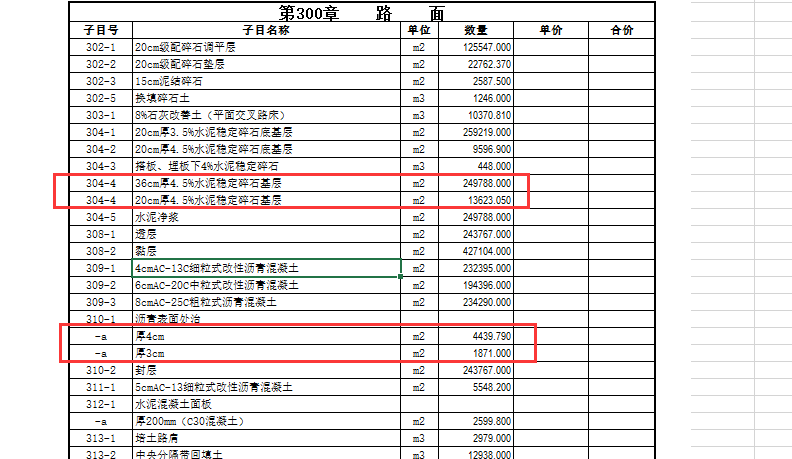 第300章 路 面
子目号 子目名称 单位 数量 单价 合价
302-1 20cm级配碎石调平层 m2 125547.000
302-2 20cm级配碎石垫层 m2 22762.370
302-3 15cm泥结碎石 m2 2587.500
302-5 换填碎石土 m3 1246.000
303-1 8%石灰改善土（平面交叉路床） m3 10370.810
304-1 20cm厚3.5%水泥稳定碎石底基层 m2 259219.000
304-2 20cm厚4.5%水泥稳定碎石底基层 m2 9596.900
304-3 搭板、埋板下4%水泥稳定碎石 m3 448.000
304-4 36cm厚4.5%水泥稳定碎石基层 m2 249788.000
304-4 20cm厚4.5%水泥稳定碎石基层 m2 13623.050
304-5 水泥净浆 m2 249788.000
308-1 透层 m2 243767.000
308-2 黏层 m2 427104.000
309-1 4cmAC-13C细粒式改性沥青混凝土 m2 232395.000
309-2 6cmAC-20C中粒式改性沥青混凝土 m2 194396.000
309-3 8cmAC-25C粗粒式沥青混凝土 m2 234290.000
310-1 沥青表面处治
-a 厚4cm m2 4439.790
-a 厚3cm m2 1871.000
310-2 封层 m2 243767.000
311-1 5cmAC-13细粒式改性沥青混凝土 m2 5548.200
312-1 水泥混凝土面板
-a 厚200mm（C30混凝土） m2 2599.800
313-1 培土路肩 m3 2979.000
313-2 中央分隔带回填土 m3 12938.000